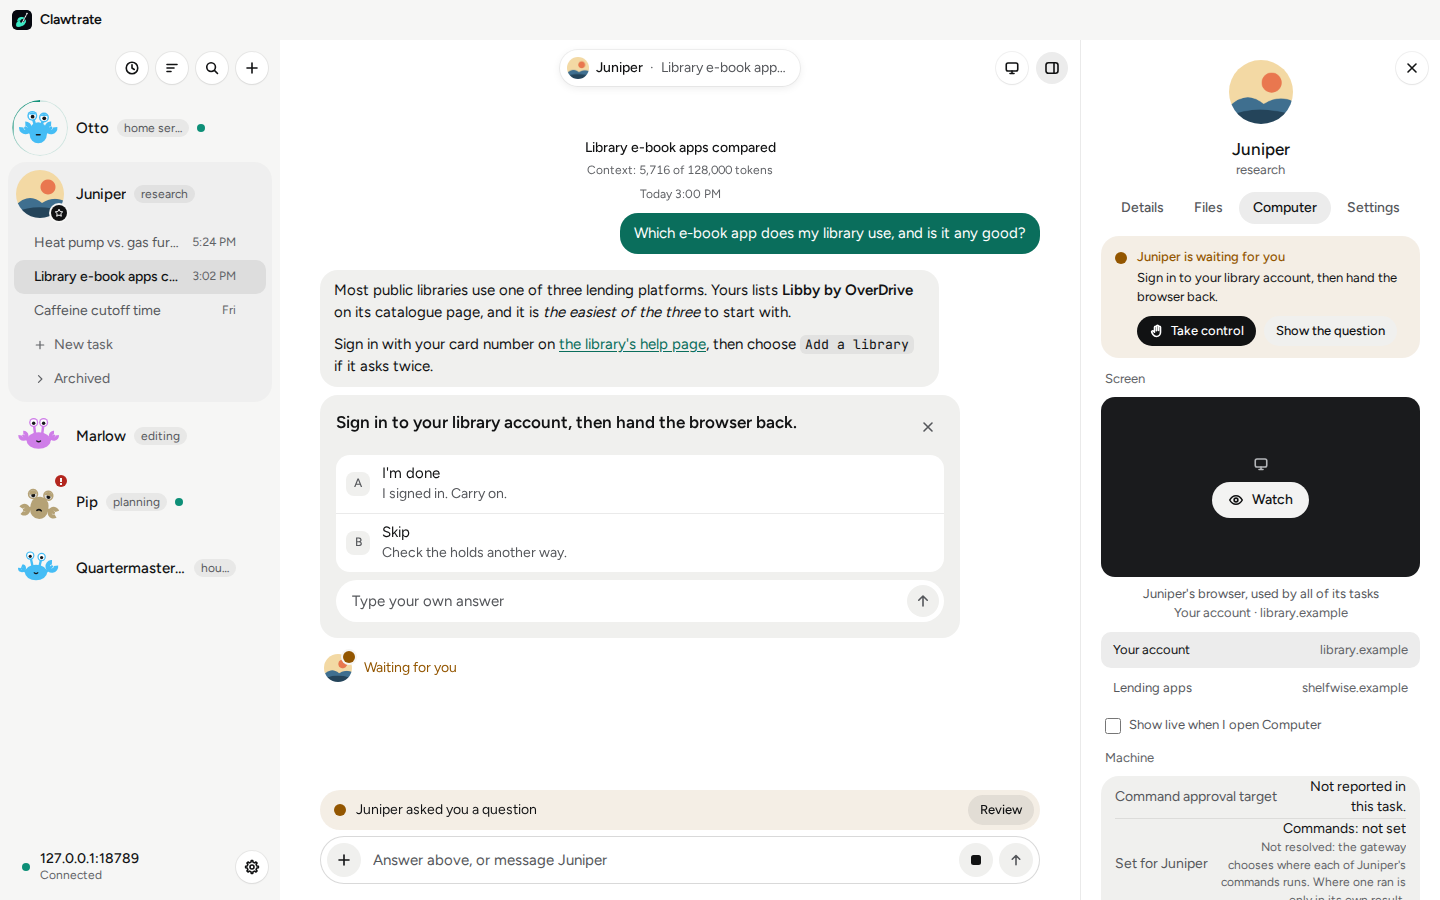 Clawtrate
Otto
home ser...
Juniper
research
Heat pump vs. gas fur...
5:24 PM
Library e-book apps c...
3:02 PM
Caffeine cutoff time
Fri
New task
Archived
Marlow
editing
Pip
planning
Quartermaster...
hou...
127.0.0.1:18789
Connected
Juniper · Library e-book app...
Library e-book apps compared
Context: 5,716 of 128,000 tokens
Today 3:00 PM
Which e-book app does my library use, and is it any good?
Most public libraries use one of three lending platforms. Yours lists Libby by OverDrive
on its catalogue page, and it is the easiest of the three to start with.
Sign in with your card number on the library's help page, then choose Add a library
if it asks twice.
Sign in to your library account, then hand the browser back.
A
I'm done
I signed in. Carry on.
B
Skip
Check the holds another way.
Type your own answer
Waiting for you
Juniper asked you a question
Review
Answer above, or message Juniper
Juniper
research
Details
Files
Computer
Settings
Juniper is waiting for you
Sign in to your library account, then hand the
browser back.
Take control
Show the question
Screen
Watch
Juniper's browser, used by all of its tasks
Your account · library.example
Your account
library.example
Lending apps
shelfwise.example
Show live when I open Computer
Machine
Command approval target
Not reported in
this task.
Set for Juniper
Commands: not set
Not resolved: the gateway
chooses where each of Juniper's
commands runs. Where one ran is
only in its own result.